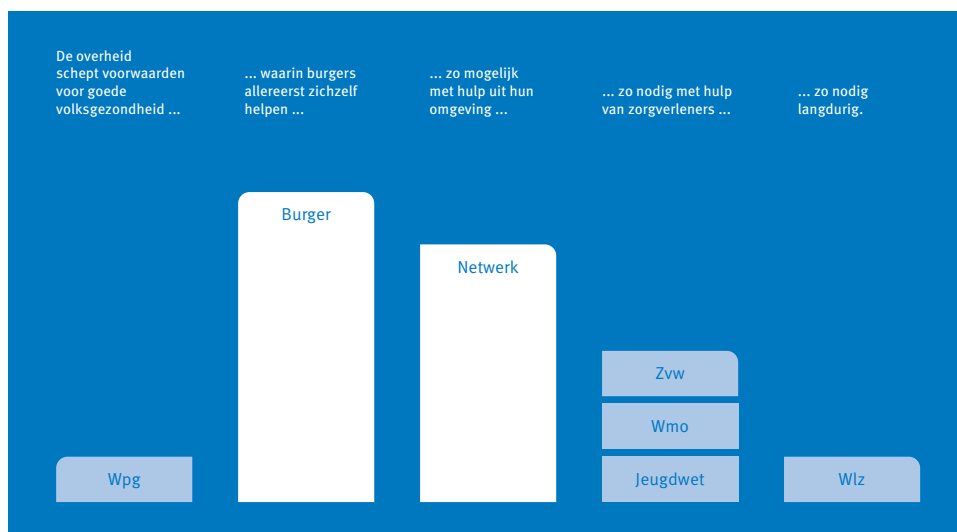 De overheid
schept voorwaarden
voor goede
volksgezondheid ...
... waarin burgers
allereerst zichzelf
helpen ...
... zo mogelijk
met hulp uit hun
omgeving ...
... zo nodig met hulp
van zorgverleners ...
... zo nodig
langdurig.
Burger
Netwerk
Zvw
Wmo
Wpg
Jeugdwet
Wlz